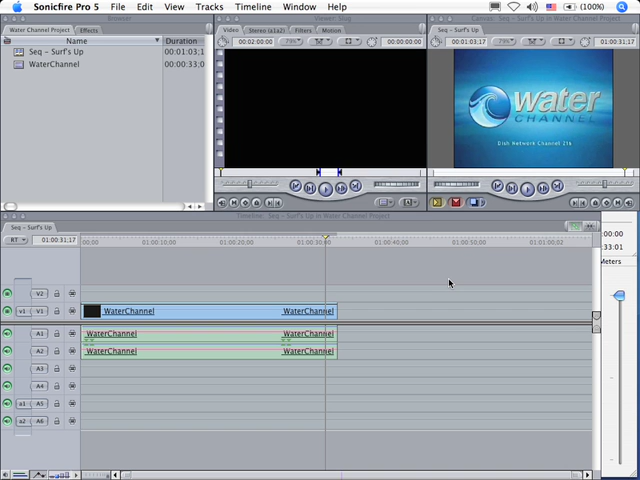 Sonicfire Pro 5 File Edit View Tracks Timeline Window Help (100%)
Browser
Viewer: Slug
Canvas: Seq – Surf's Up in Water Channel Project
Water Channel Project Effects
Video Stereo (a1a2) Filters Motion
Seq – Surf's Up
Name Duration
00:02:00:00
00:00:00:00
00:01:03;17
01:00:31;17
Seq – Surf's Up 00:01:03;1
WaterChannel 00:00:33;0
water
CHANNEL
Dish Network Channel 216
Timeline: Seq – Surf's Up in Water Channel Project
Seq – Surf's Up
RT 01:00:31;17
00;00 01:00:10;00 01:00:20;00 01:00:30;00 01:00:40;00 01:00:50;00 01:00:02
:00:00
:33:01
Meters
V2
v1 V1 WaterChannel WaterChannel
A1 WaterChannel WaterChannel
A2 WaterChannel WaterChannel
A3
A4
a1 A5
a2 A6